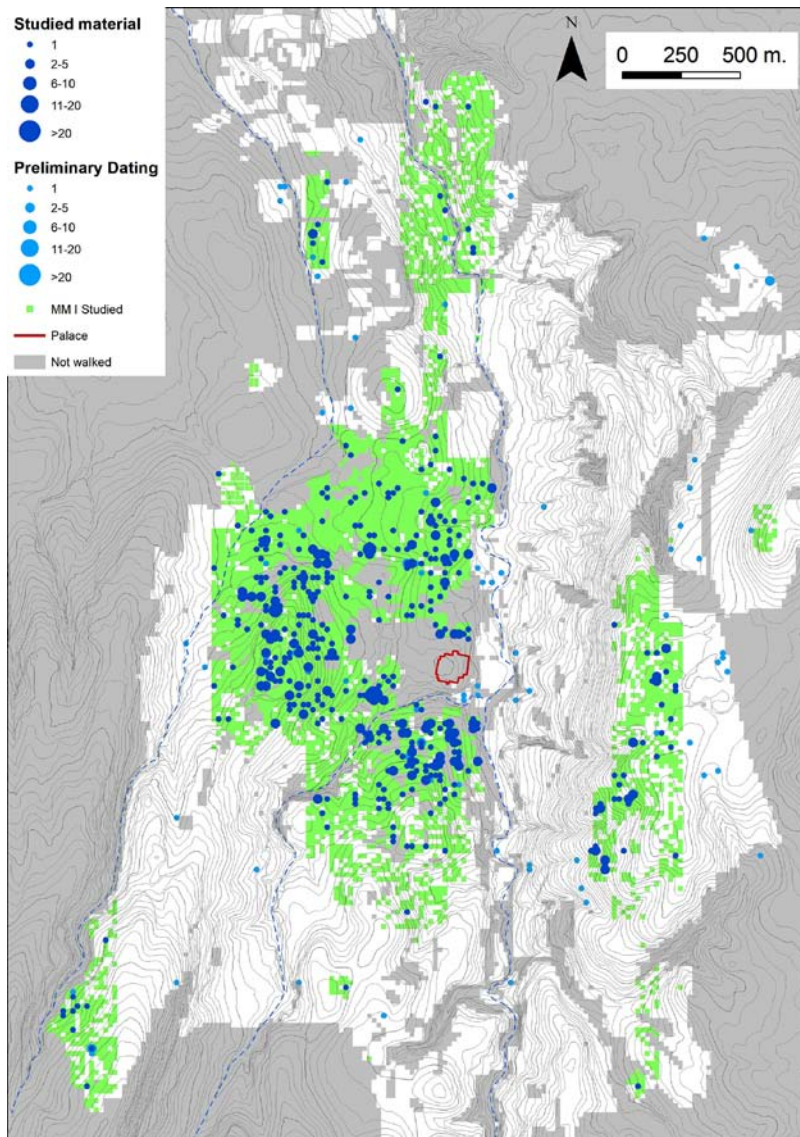 Studied material
1
2-5
6-10
11-20
>20
Preliminary Dating
1
2-5
6-10
11-20
>20
MM I Studied
Palace
Not walked
N
0 250 500 m.